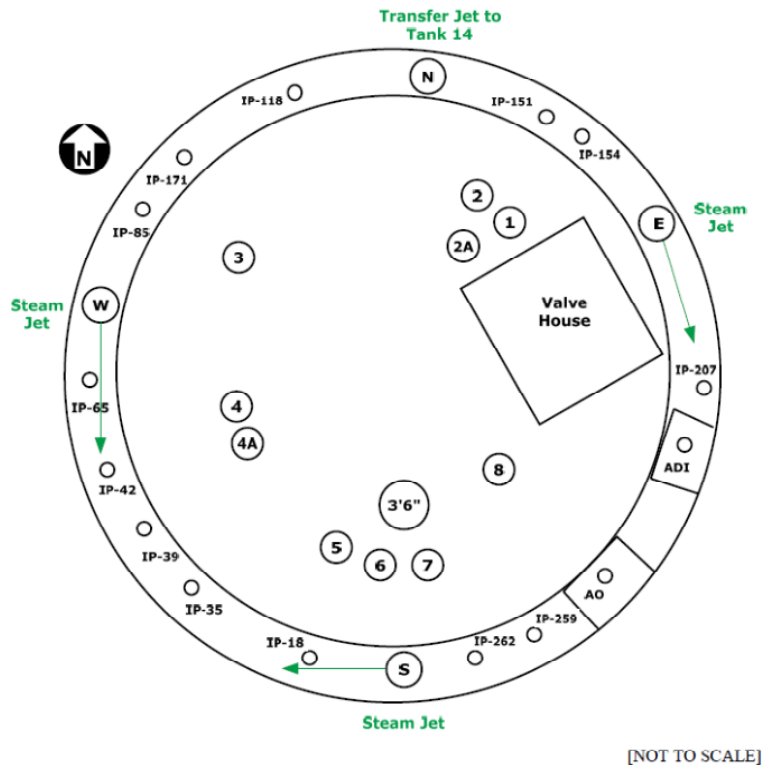 Transfer Jet to
Tank 14
N
IP-118
IP-151
IP-154
N
IP-171
IP-85
2
1
2A
3
E
Steam
Jet
Valve
House
Steam
Jet
W
IP-65
IP-207
4
4A
ADI
IP-42
8
3'6"
IP-39
5
6
7
IP-35
AO
IP-259
IP-262
IP-18
S
Steam Jet
[NOT TO SCALE]